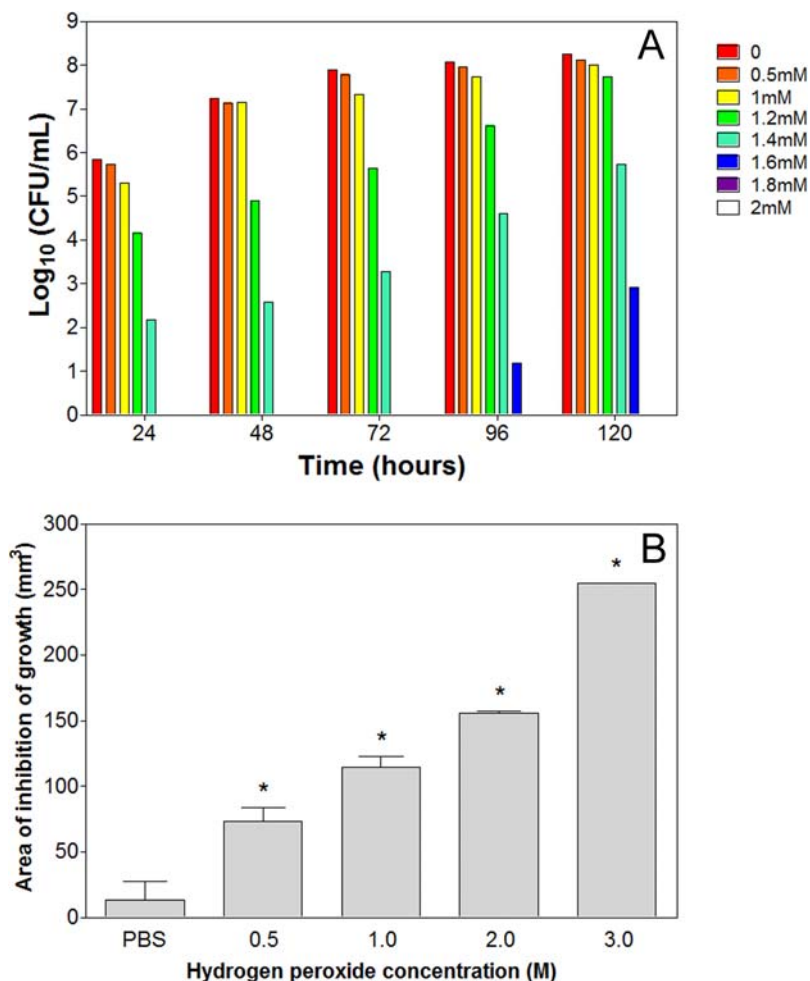 A
9
8
7
6
5
4
3
2
1
0
Log₁₀ (CFU/mL)
24 48 72 96 120
Time (hours)
0
0.5mM
1mM
1.2mM
1.4mM
1.6mM
1.8mM
2mM
B
300
250
200
150
100
50
0
Area of inhibition of growth (mm³)
* * * *
PBS 0.5 1.0 2.0 3.0
Hydrogen peroxide concentration (M)